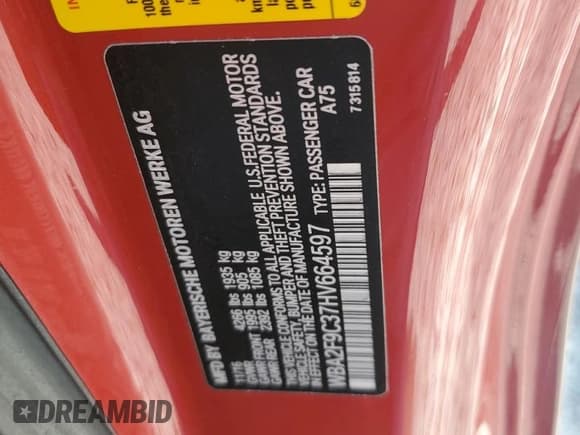 MFD BY BAYERISCHE MOTOREN WERKE AG
11/16 4266 lbs 1935 kg
GAWR FRONT 1995 lbs 905 kg
GAWR REAR 2392 lbs 1085 kg
THIS VEHICLE CONFORMS TO ALL APPLICABLE U.S. FEDERAL MOTOR
VEHICLE SAFETY, BUMPER AND THEFT PREVENTION STANDARDS
IN EFFECT ON THE DATE OF MANUFACTURE SHOWN ABOVE.
WBA2F9C37HV664597 TYPE: PASSENGER CAR
A75
7315814
DREAMBID